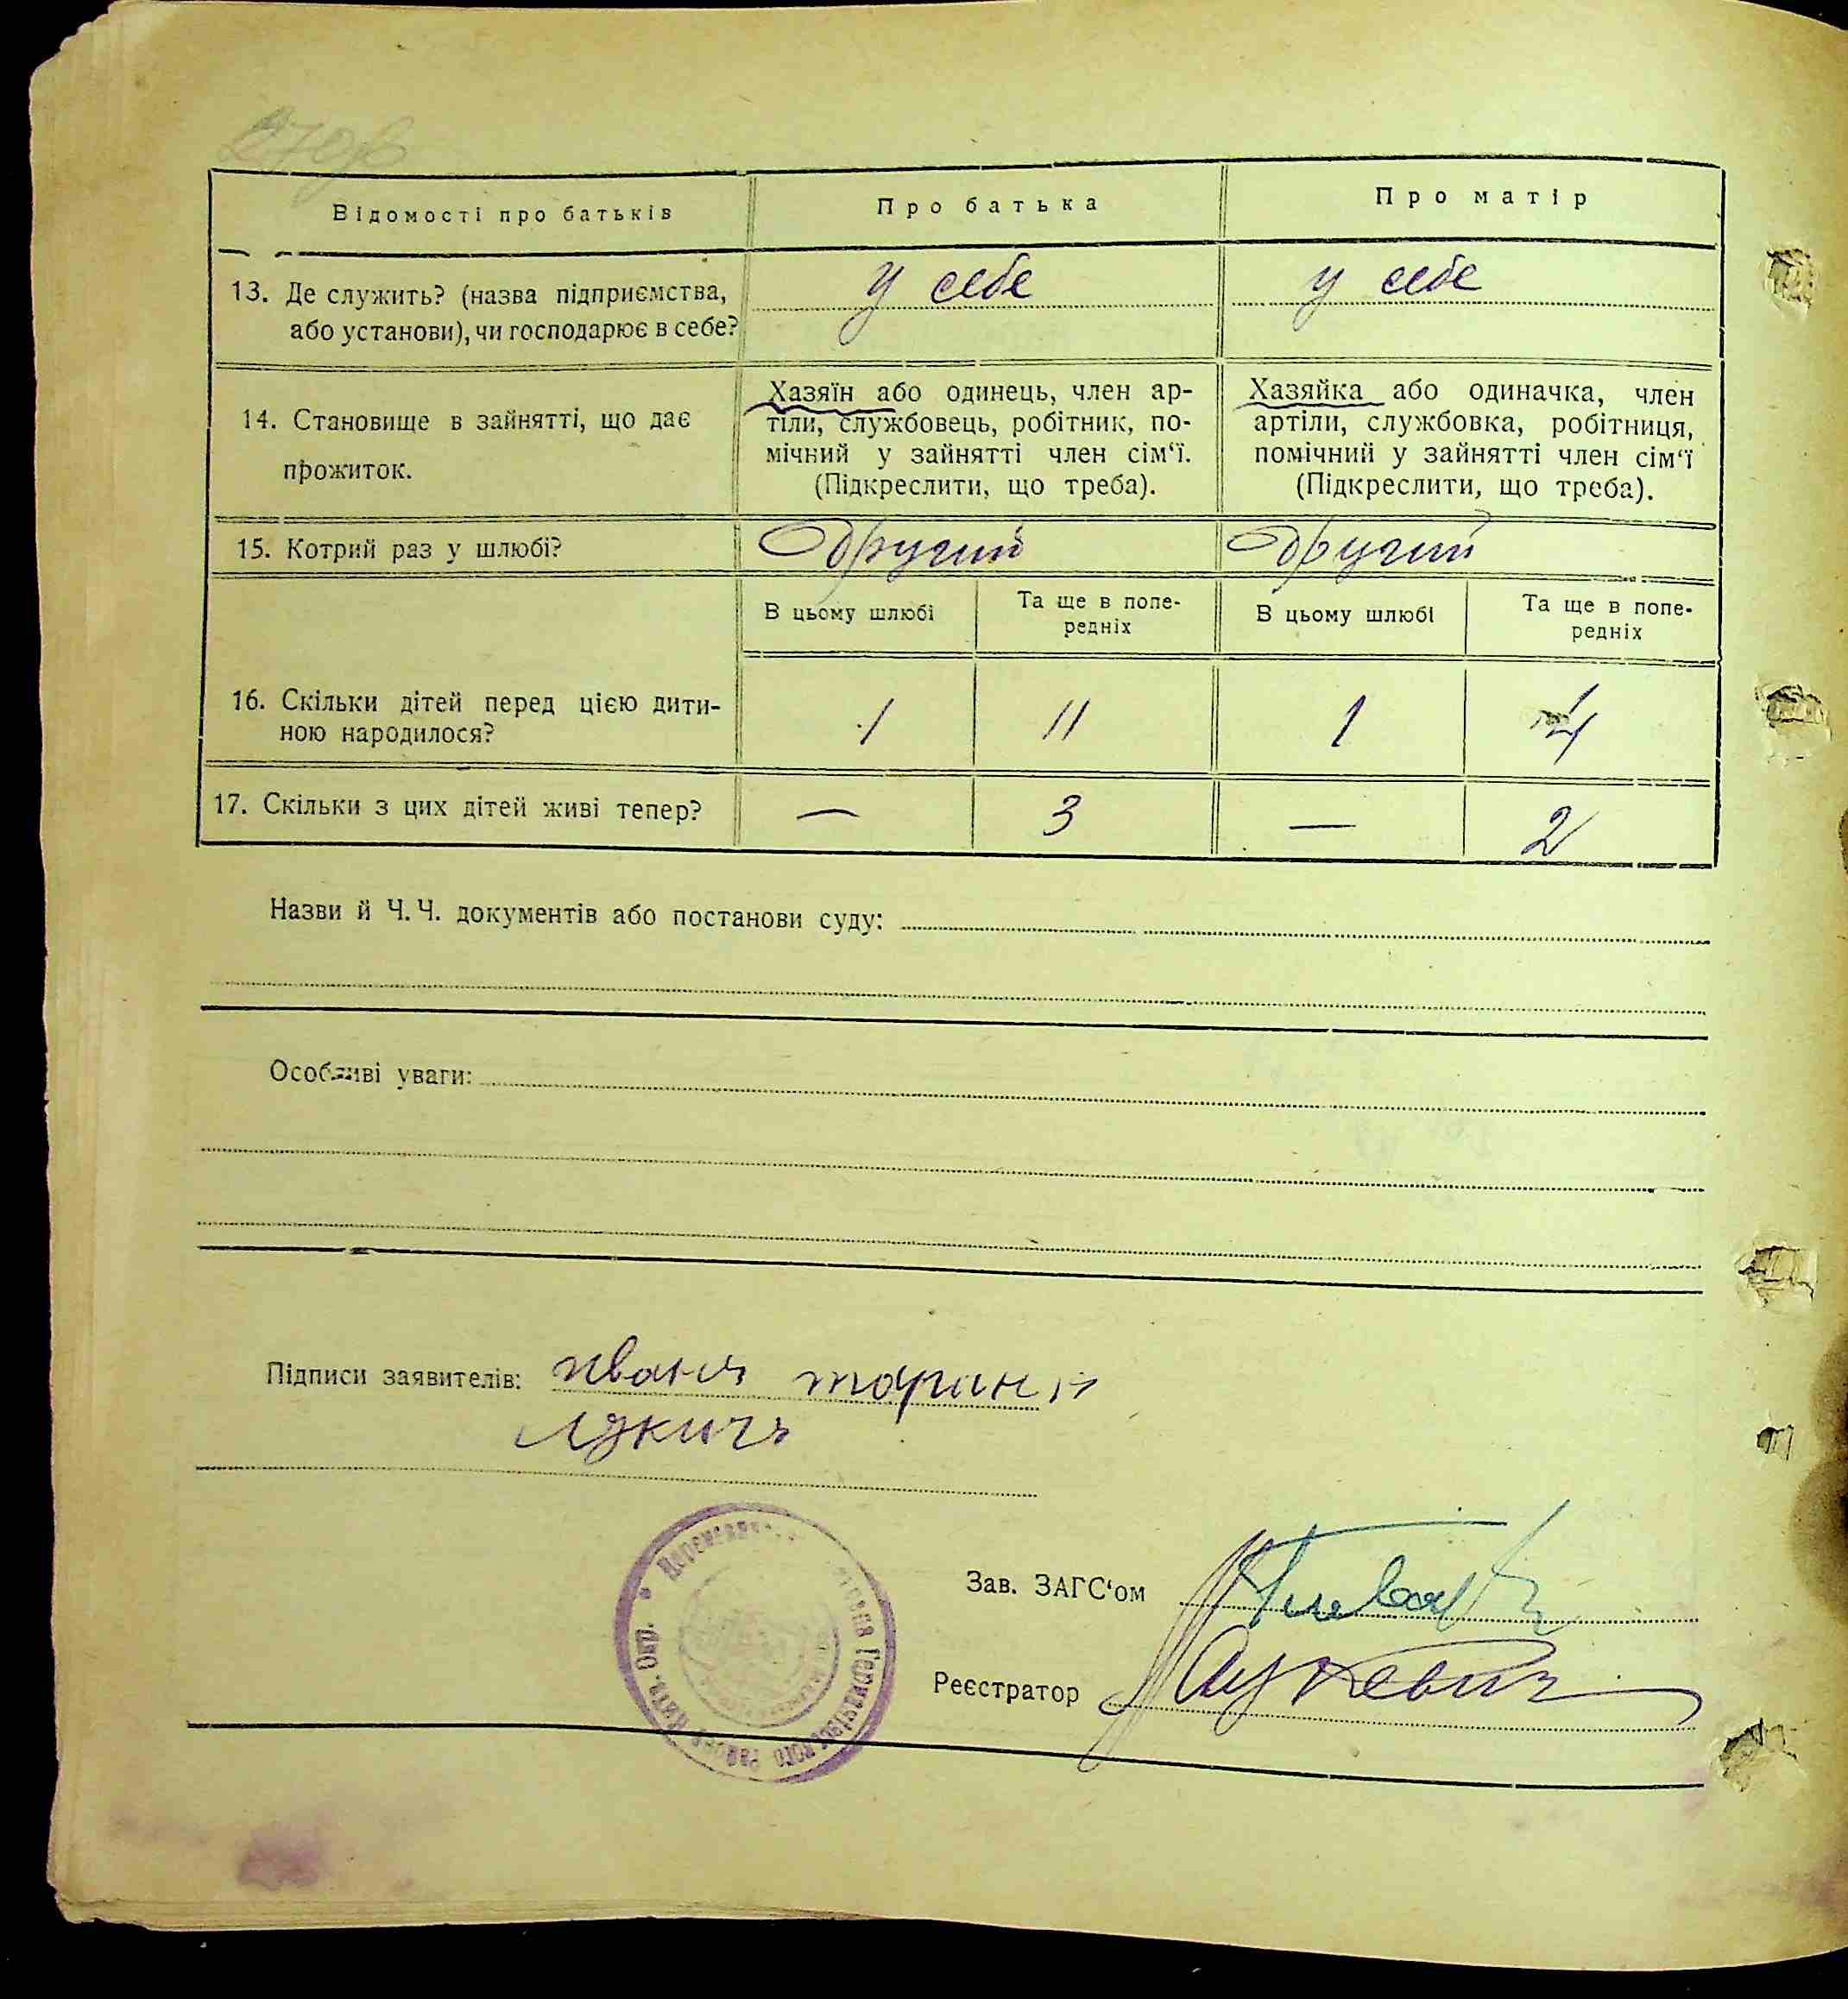 270зв
Відомості про батьків
Про батька
Про матір
13. Де служить? (назва підприємства,
або установи), чи господарює в себе?
у себе
у себе
14. Становище в зайнятті, що дає
прожиток.
Хазяїн або одинець, член ар-
тіли, службовець, робітник, по-
мічний у зайнятті член сім‘ї.
(Підкреслити, що треба).
Хазяйка або одиначка, член
артіли, службовка, робітниця,
помічний у зайнятті член сім‘ї
(Підкреслити, що треба).
15. Котрий раз у шлюбі?
другий
другий
В цьому шлюбі
Та ще в попе-
редніх
В цьому шлюбі
Та ще в попе-
редніх
16. Скільки дітей перед цією дити-
ною народилося?
1
11
1
4
17. Скільки з цих дітей живі тепер?
—
3
—
2
Назви й Ч. Ч. документів або постанови суду:
Особливі уваги:
Підписи заявителів: иванъ таранъ
Зав. ЗАГС‘ом
Реєстратор